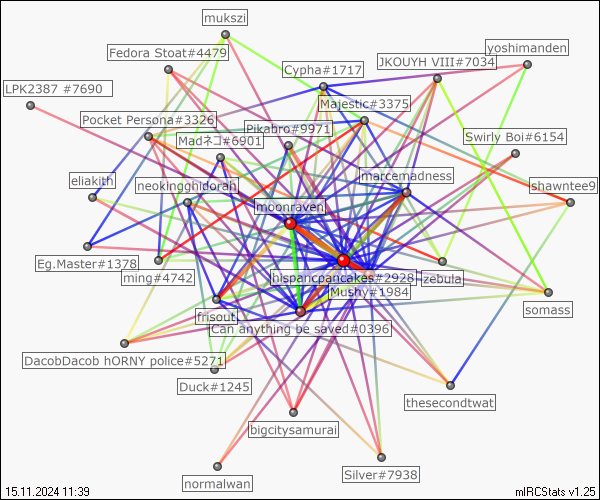 mukszi
yoshimanden
Fedora Stoat#4479
JKOUYH VIII#7034
Cypha#1717
LPK2387 #7690
Majestic#3375
Pocket Persona#3326
Pikabro#9971
Swirly Boi#6154
Madネコ#6901
marcemadness
eliakith
neokingghidorah
shawntee9
moonraven
Eg.Master#1378
ming#4742
hispanicpancakes#2928
zebula
Mushy#1984
somass
frisout
Can anything be saved#0396
DacobDacob hORNY police#5271
Duck#1245
thesecondtwat
bigcitysamurai
Silver#7938
normalwan
15.11.2024 11:39
mIRCStats v1.25